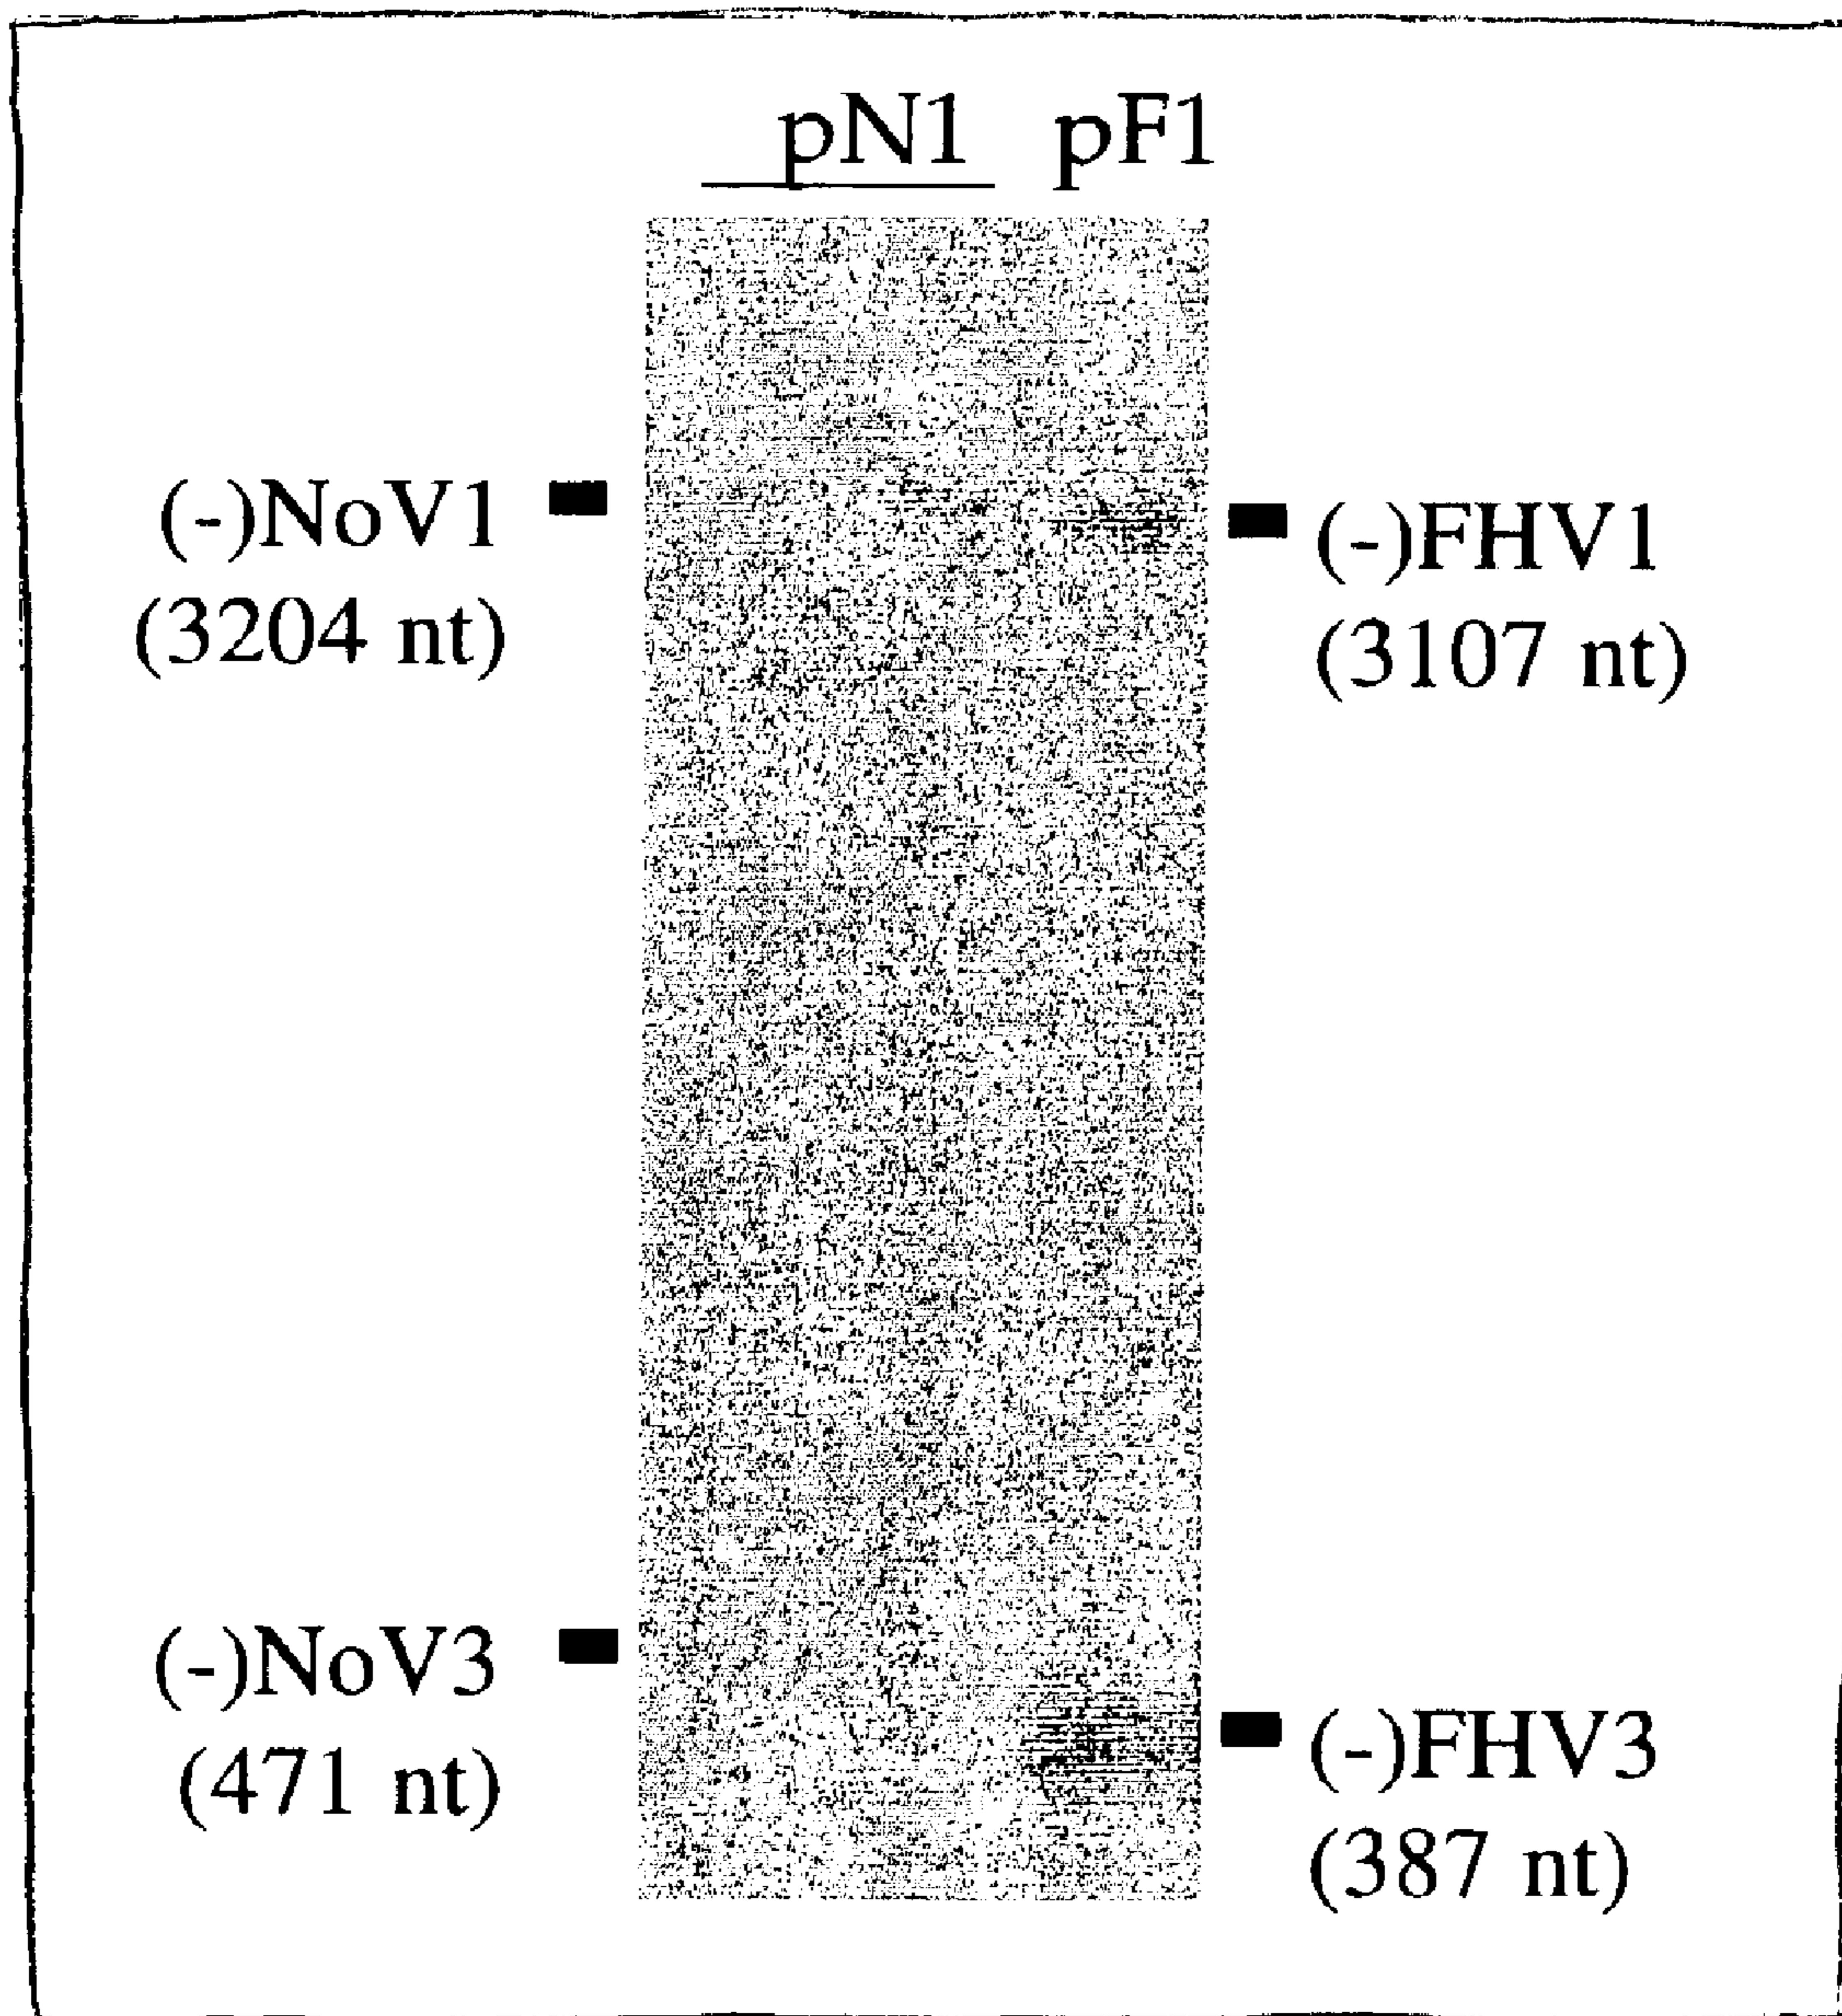 pN1 pF1
(-)NoV1
(3204 nt)
(-)FHV1
(3107 nt)
(-)NoV3
(471 nt)
(-)FHV3
(387 nt)